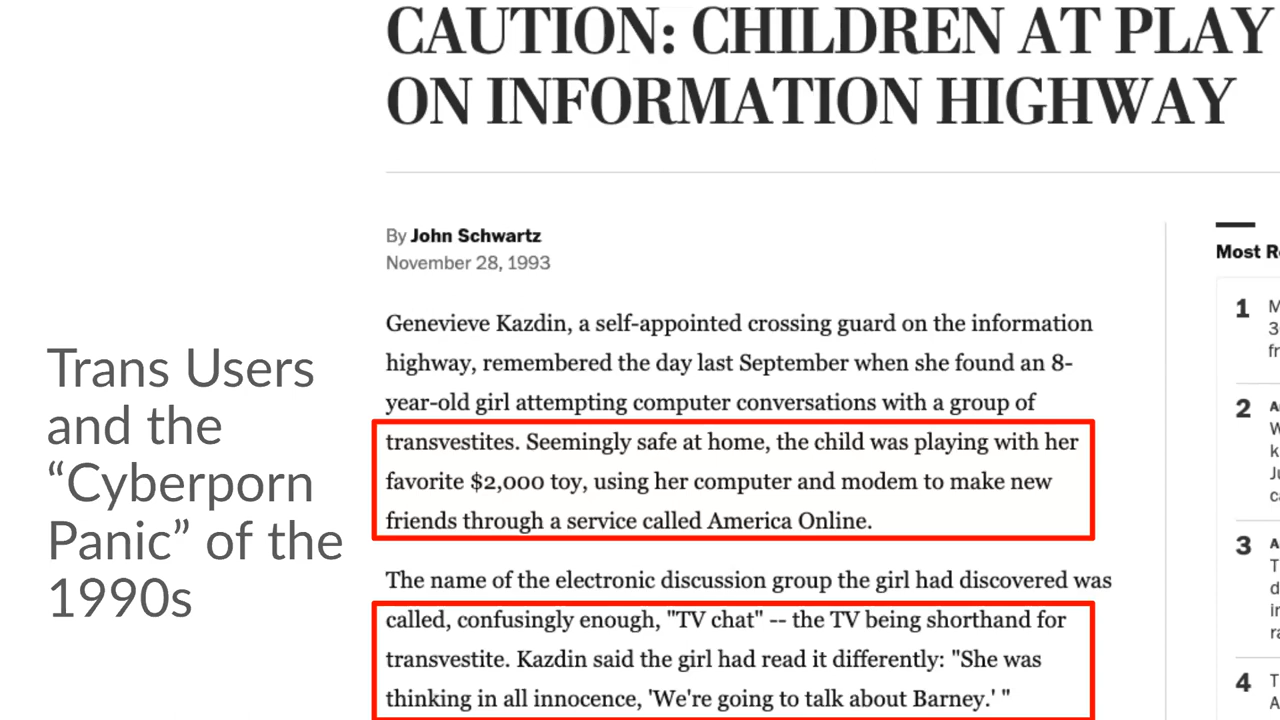 CAUTION: CHILDREN AT PLAY
ON INFORMATION HIGHWAY
By John Schwartz
November 28, 1993
Genevieve Kazdin, a self-appointed crossing guard on the information
highway, remembered the day last September when she found an 8-
year-old girl attempting computer conversations with a group of
transvestites. Seemingly safe at home, the child was playing with her
favorite $2,000 toy, using her computer and modem to make new
friends through a service called America Online.
The name of the electronic discussion group the girl had discovered was
called, confusingly enough, "TV chat" -- the TV being shorthand for
transvestite. Kazdin said the girl had read it differently: "She was
thinking in all innocence, 'We're going to talk about Barney.' "
Trans Users
and the
“Cyberporn
Panic” of the
1990s
Most
1
2
3
4